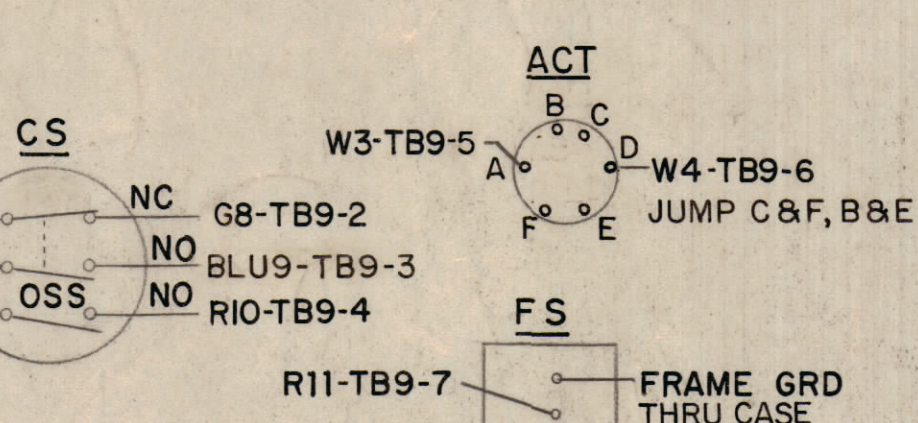 CS
NC
G8-TB9-2
NO
BLU9-TB9-3
OSS
NO
R10-TB9-4
ACT
B
C
W3-TB9-5
A
D
W4-TB9-6
JUMP C&F, B&E
F
E
FS
R11-TB9-7
FRAME GRD
THRU CASE